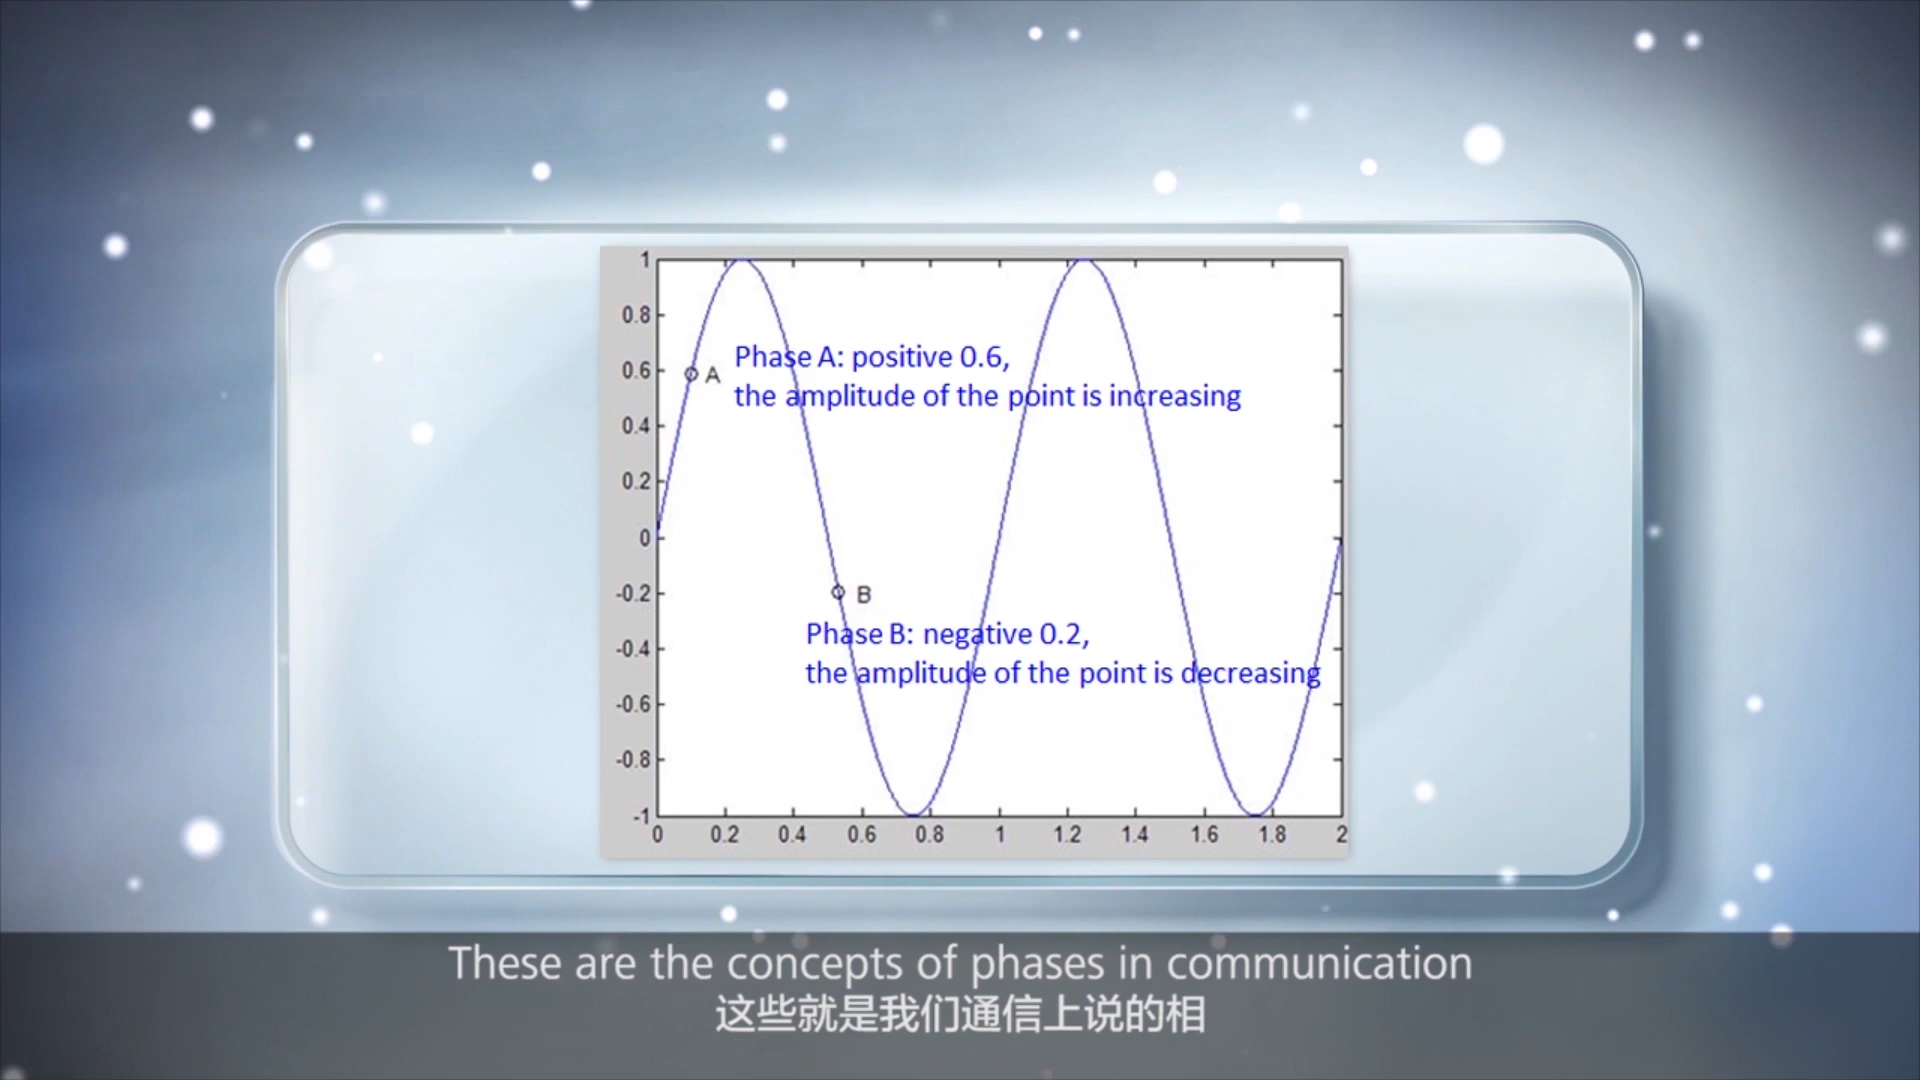 1
0.8
0.6
0.4
0.2
0
-0.2
-0.4
-0.6
-0.8
-1
A
Phase A: positive 0.6,
the amplitude of the point is increasing
B
Phase B: negative 0.2,
the amplitude of the point is decreasing
0 0.2 0.4 0.6 0.8 1 1.2 1.4 1.6 1.8 2
These are the concepts of phases in communication
这些就是我们通信上说的相